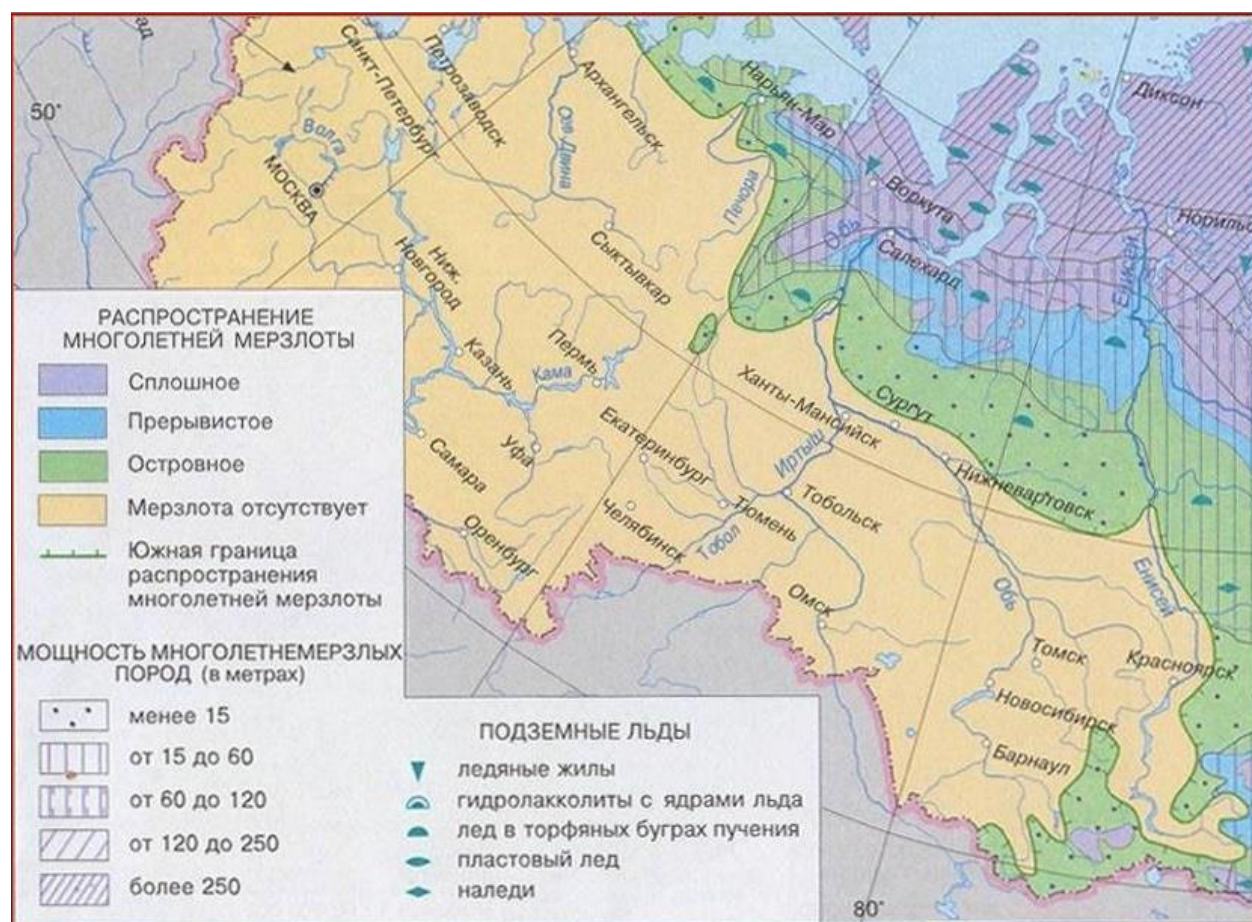 ад
50°
Санкт-Петербург
Петрозаводск
Архангельск
Нарьян-Мар
Диксон
Волга
МОСКВА
Сев. Двина
Печора
Воркута
Норильс
Обь
Салехард
Енисей
Сыктывкар
Ниж.
Новгород
Казань
Пермь
Кама
Ханты-Мансийск
Сургут
Екатеринбург
Иртыш
Нижневартовск
Самара
Уфа
Тобольск
Тюмень
Челябинск
Тобол
Оренбург
Омск
Обь
Енисей
Томск
Красноярск
Новосибирск
Барнаул
80°
РАСПРОСТРАНЕНИЕ
МНОГОЛЕТНЕЙ МЕРЗЛОТЫ
Сплошное
Прерывистое
Островное
Мерзлота отсутствует
Южная граница
распространения
многолетней мерзлоты
МОЩНОСТЬ МНОГОЛЕТНЕМЕРЗЛЫХ
ПОРОД (в метрах)
менее 15
от 15 до 60
от 60 до 120
от 120 до 250
более 250
ПОДЗЕМНЫЕ ЛЬДЫ
ледяные жилы
гидролакколиты с ядрами льда
лед в торфяных буграх пучения
пластовый лед
наледи